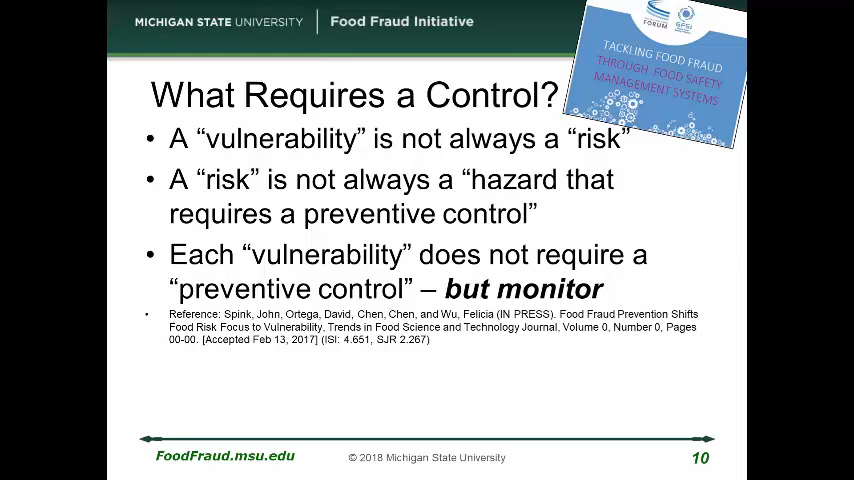 MICHIGAN STATE UNIVERSITY | Food Fraud Initiative
FORUM
GFSI
TACKLING FOOD FRAUD
THROUGH FOOD SAFETY
MANAGEMENT SYSTEMS
What Requires a Control?
• A “vulnerability” is not always a “risk”
• A “risk” is not always a “hazard that
requires a preventive control”
• Each “vulnerability” does not require a
“preventive control” – but monitor
• Reference: Spink, John, Ortega, David, Chen, Chen, and Wu, Felicia (IN PRESS). Food Fraud Prevention Shifts
Food Risk Focus to Vulnerability, Trends in Food Science and Technology Journal, Volume 0, Number 0, Pages
00-00. [Accepted Feb 13, 2017] (ISI: 4.651, SJR 2.267)
FoodFraud.msu.edu
© 2018 Michigan State University
10